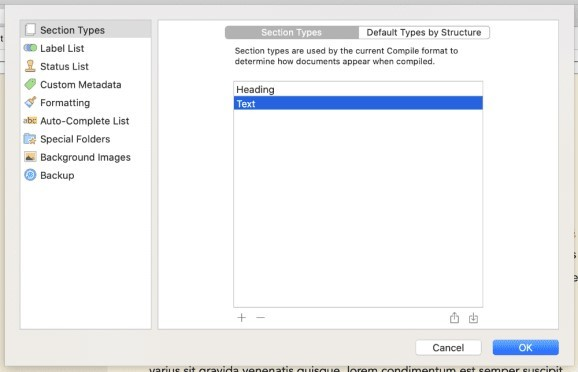 Section Types
Label List
Status List
Custom Metadata
Formatting
abc Auto-Complete List
Special Folders
Background Images
Backup
Section Types
Default Types by Structure
Section types are used by the current Compile format to
determine how documents appear when compiled.
Heading
Text
Cancel
OK
varius sit gravida venenatis quisque, lorem condimentum est semper suscipit